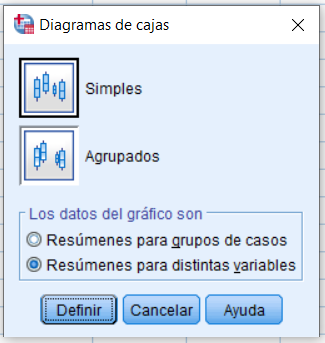 Diagramas de cajas
Simples
Agrupados
Los datos del gráfico son
Resúmenes para grupos de casos
Resúmenes para distintas variables
Definir Cancelar Ayuda